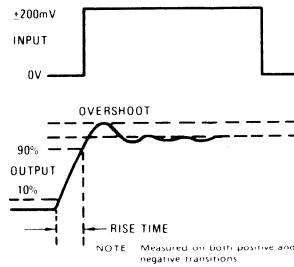 ±200mV
INPUT
0V
OVERSHOOT
90%
OUTPUT
10%
RISE TIME
NOTE Measured on both positive and
negative transitions